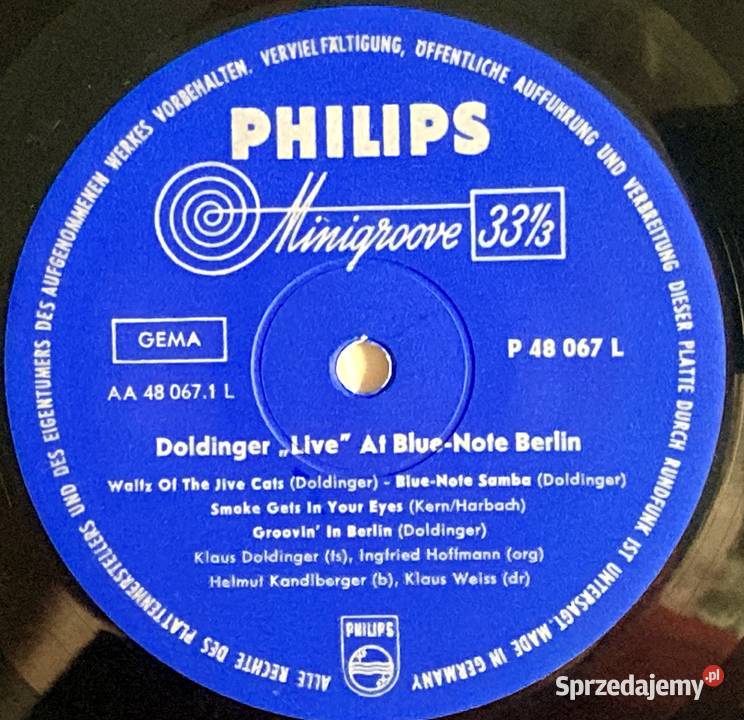 ALLE RECHTE DES PLATTENHERSTELLERS UND DES EIGENTUMERS DES AUFGENOMMENEN WERKES VORBEHALTEN. VERVIELFÄLTIGUNG, ÖFFENTLICHE AUFFUHRUNG UND VERBREITUNG DIESER PLATTE DURCH RUNDFUNK IST UNTERSAGT. MADE IN GERMANY
PHILIPS
Minigroove 33⅓
GEMA
P 48 067 L
AA 48 067.1 L
Doldinger „Live” At Blue-Note Berlin
Waltz Of The Jive Cats (Doldinger) - Blue-Note Samba (Doldinger)
Smoke Gets In Your Eyes (Kern/Harbach)
Groovin' In Berlin (Doldinger)
Klaus Doldinger (ts), Ingfried Hoffmann (org)
Helmut Kandlberger (b), Klaus Weiss (dr)
PHILIPS
Sprzedajemy.pl